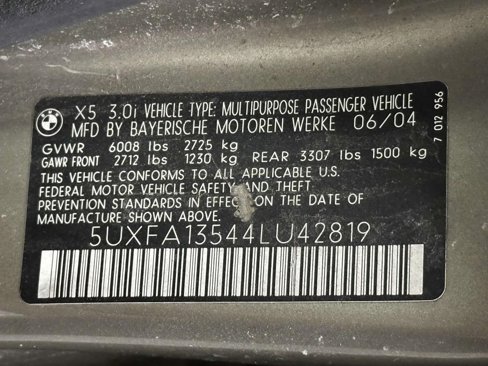 X5 3.0i VEHICLE TYPE: MULTIPURPOSE PASSENGER VEHICLE
MFD BY BAYERISCHE MOTOREN WERKE 06/04
GVWR 6008 lbs 2725 kg
GAWR FRONT 2712 lbs 1230 kg REAR 3307 lbs 1500 kg
THIS VEHICLE CONFORMS TO ALL APPLICABLE U.S.
FEDERAL MOTOR VEHICLE SAFETY AND THEFT
PREVENTION STANDARDS IN EFFECT ON THE DATE OF
MANUFACTURE SHOWN ABOVE.
5UXFA13544LU42819
7 012 956